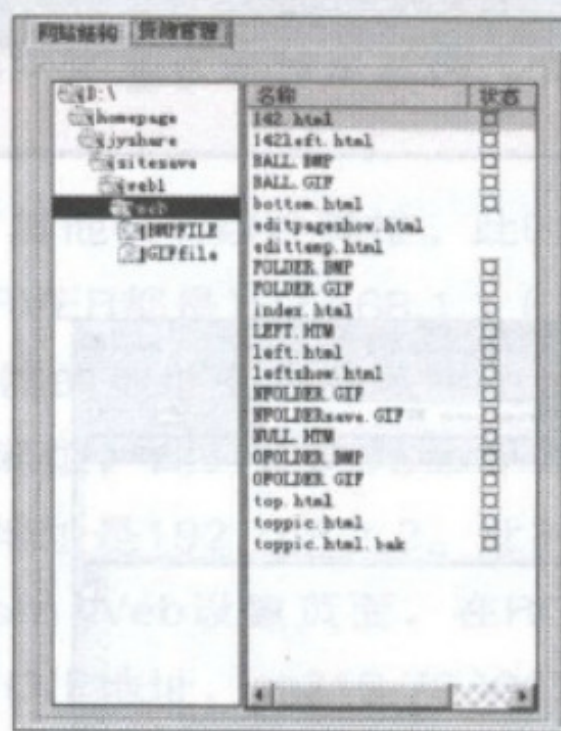 网站结构 资源管理
D:\
homepage
jyshare
sitesave
web1
web
BMPFILE
GIFfile
名称 状态
142.html
142left.html
BALL.BMP
BALL.GIF
bottom.html
editpageshow.html
edittemp.html
FOLDER.BMP
FOLDER.GIF
index.html
LEFT.HTM
left.html
leftshow.html
NFOLDER.GIF
NFOLDERsave.GIF
NULL.HTM
OFOLDER.BMP
OFOLDER.GIF
top.html
toppic.html
toppic.html.bak